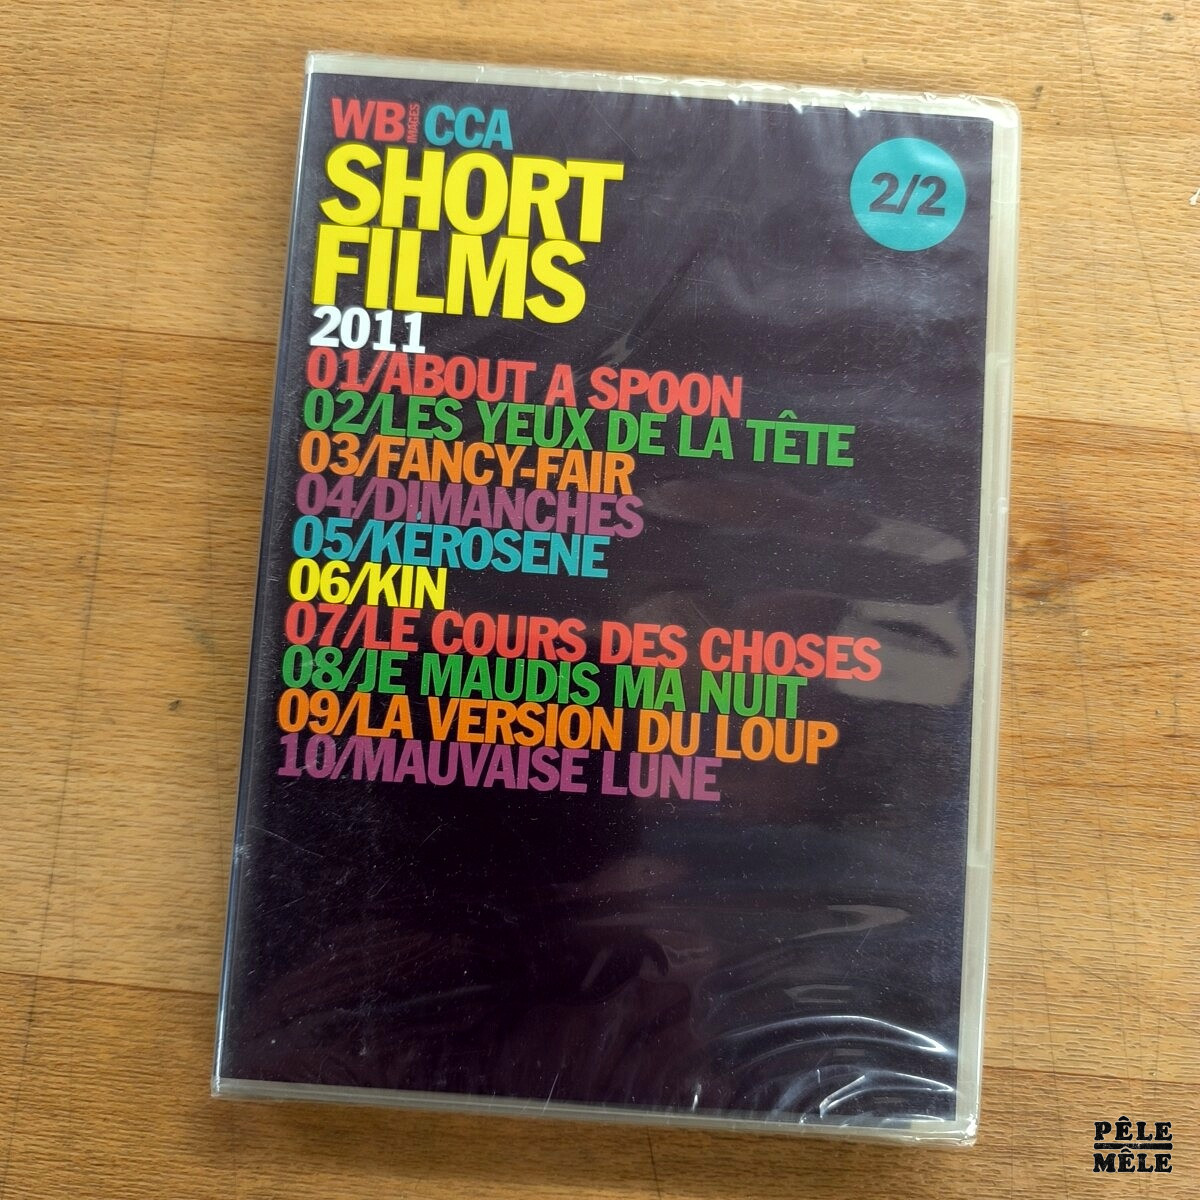 WB IMAGES CCA
2/2
SHORT
FILMS
2011
01/ABOUT A SPOON
02/LES YEUX DE LA TÊTE
03/FANCY-FAIR
04/DIMANCHES
05/KÉROSÈNE
06/KIN
07/LE COURS DES CHOSES
08/JE MAUDIS MA NUIT
09/LA VERSION DU LOUP
10/MAUVAISE LUNE
PÊLE
MÊLE